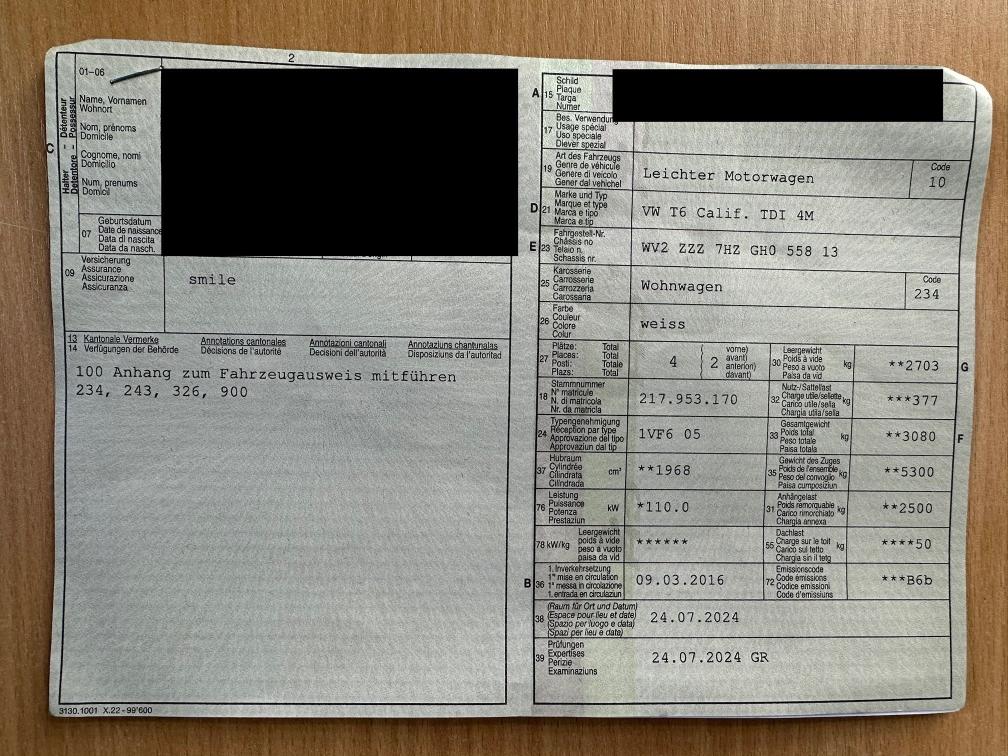 2
01–06
Halter – Détenteur
Detentore – Possessur
C
Name, Vornamen
Wohnort
Nom, prénoms
Domicile
Cognome, nomi
Domicilio
Num, prenums
Domicil
07
Geburtsdatum
Date de naissance
Data di nascita
Data da nasch.
09
Versicherung
Assurance
Assicurazione
Assicuranza
smile
13 Kantonale Vermerke Annotations cantonales Annotazioni cantonali Annotaziuns chantunalas
14 Verfügungen der Behörde Décisions de l'autorité Decisioni dell'autorità Disposiziuns da l'autoritad
100 Anhang zum Fahrzeugausweis mitführen
234, 243, 326, 900
3130.1001 X.22 - 99'600
A 15
Schild
Plaque
Targa
Numer
17
Bes. Verwendung
Usage spécial
Uso speciale
Diever spezial
19
Art des Fahrzeugs
Genre de véhicule
Genere di veicolo
Gener dal vehichel
Leichter Motorwagen
Code
10
D 21
Marke und Typ
Marque et type
Marca e tipo
Marca e tip
VW T6 Calif. TDI 4M
E 23
Fahrgestell-Nr.
Châssis no
Telaio n.
Schassis nr.
WV2 ZZZ 7HZ GH0 558 13
25
Karosserie
Carrosserie
Carrozzeria
Carossaria
Wohnwagen
Code
234
26
Farbe
Couleur
Colore
Colur
weiss
27
Plätze: Total
Places: Total
Posti: Totale
Plazs: Total
4 { 2
vorne)
avant)
anteriori)
davant)
30
Leergewicht
Poids à vide
Peso a vuoto
Paisa da vid
kg
**2703
G
18
Stammnummer
N° matricule
N. di matricola
Nr. da matricla
217.953.170
32
Nutz-/Sattellast
Charge utile/sellette
Carico utile/sella
Chargia utila/sella
kg
***377
24
Typengenehmigung
Réception par type
Approvazione del tipo
Approvaziun dal tip
1VF6 05
33
Gesamtgewicht
Poids total
Peso totale
Paisa totala
kg
**3080
F
37
Hubraum
Cylindrée
Cilindrata
Cilindrada
cm³
**1968
35
Gewicht des Zuges
Poids de l'ensemble
Peso del convoglio
Paisa cumposiziun
kg
**5300
76
Leistung
Puissance
Potenza
Prestaziun
kW
*110.0
31
Anhängelast
Poids remorquable
Carico rimorchiato
Chargia annexa
kg
**2500
78 kW/kg
Leergewicht
poids à vide
peso a vuoto
paisa da vid
******
55
Dachlast
Charge sur le toit
Carico sul tetto
Chargia sin il tetg
kg
****50
B 36
1. Inverkehrsetzung
1re mise en circulation
1a messa in circolazione
1. entrada en circulaziun
09.03.2016
72
Emissionscode
Code émissions
Codice emissioni
Code d'emissiuns
***B6b
38
(Raum für Ort und Datum)
(Espace pour lieu et date)
(Spazio per luogo e data)
(Spazi per lieu e data)
24.07.2024
39
Prüfungen
Expertises
Perizie
Examinaziuns
24.07.2024 GR